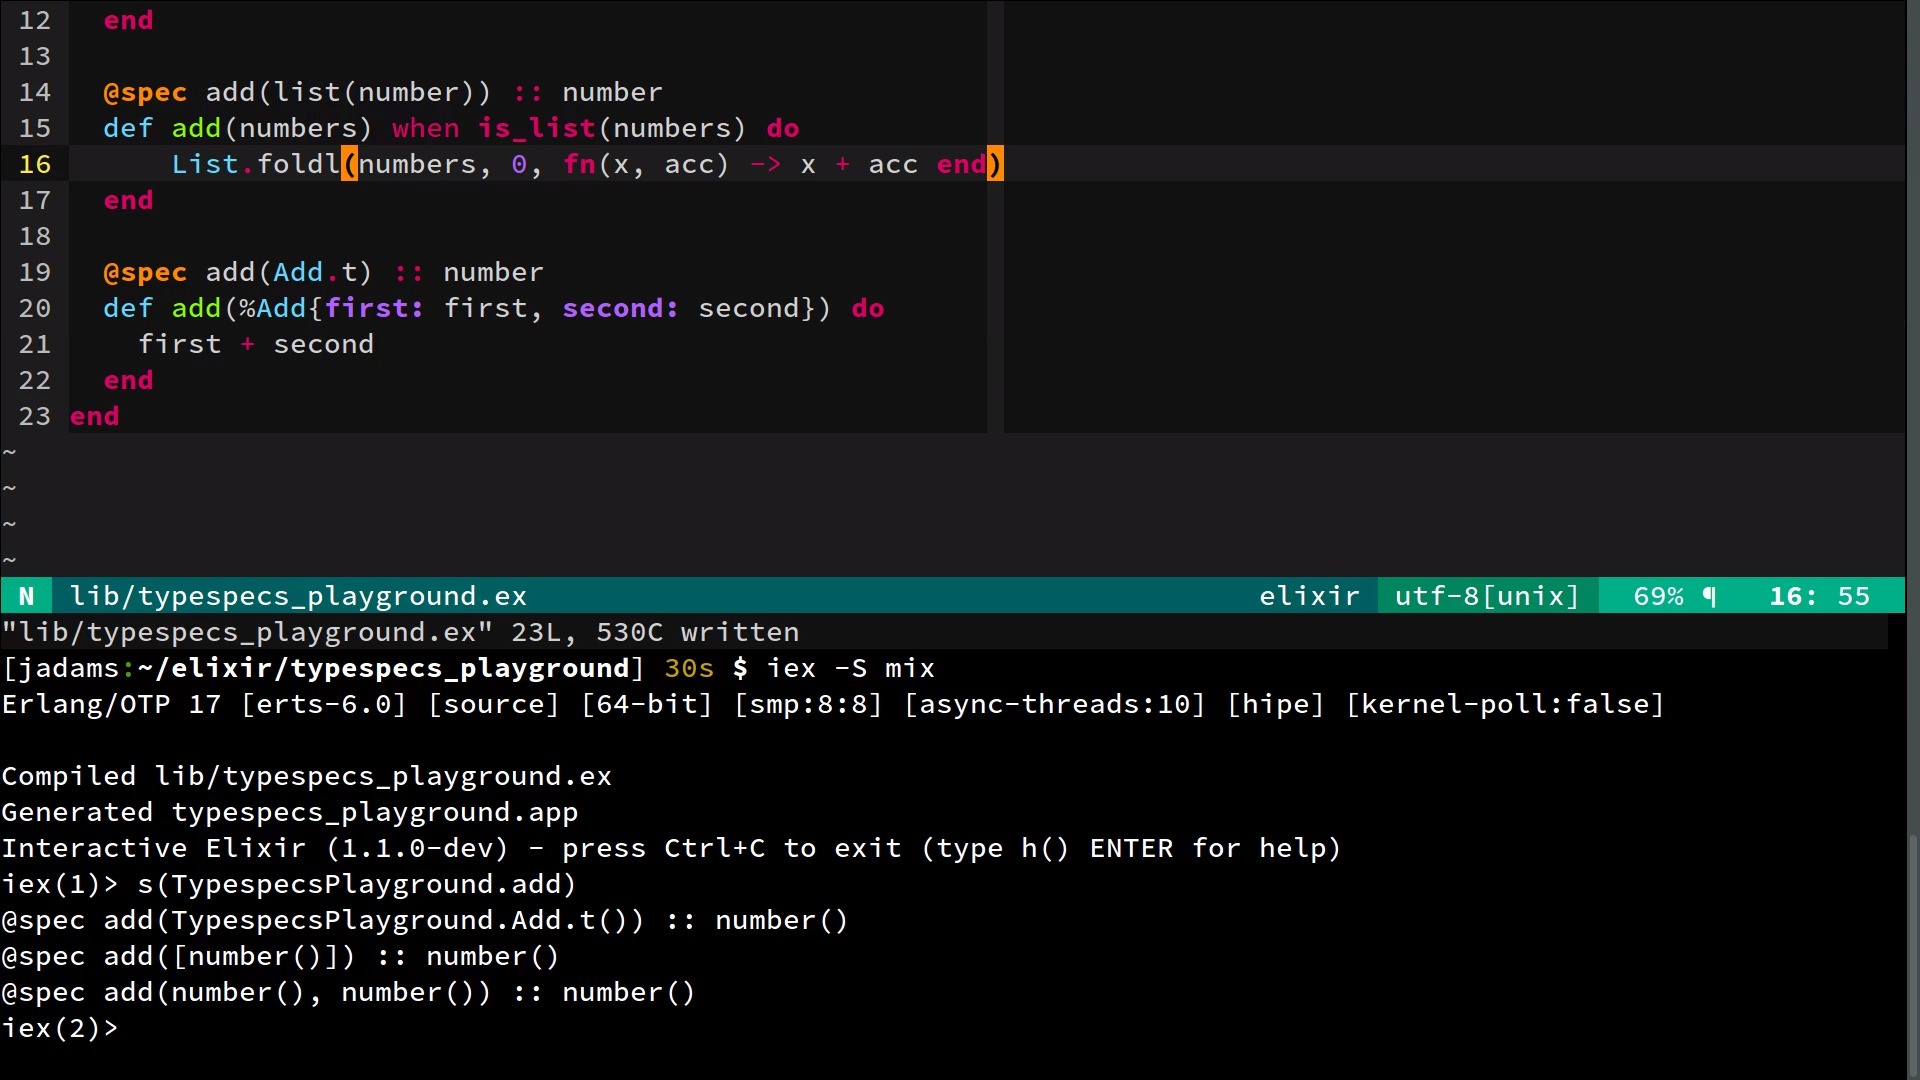 12   end
13
14   @spec add(list(number)) :: number
15   def add(numbers) when is_list(numbers) do
16       List.foldl(numbers, 0, fn(x, acc) -> x + acc end)
17   end
18
19   @spec add(Add.t) :: number
20   def add(%Add{first: first, second: second}) do
21     first + second
22   end
23 end
~
~
~
~
N lib/typespecs_playground.ex elixir utf-8[unix] 69% ¶ 16: 55
"lib/typespecs_playground.ex" 23L, 530C written
[jadams:~/elixir/typespecs_playground] 30s $ iex -S mix
Erlang/OTP 17 [erts-6.0] [source] [64-bit] [smp:8:8] [async-threads:10] [hipe] [kernel-poll:false]

Compiled lib/typespecs_playground.ex
Generated typespecs_playground.app
Interactive Elixir (1.1.0-dev) - press Ctrl+C to exit (type h() ENTER for help)
iex(1)> s(TypespecsPlayground.add)
@spec add(TypespecsPlayground.Add.t()) :: number()
@spec add([number()]) :: number()
@spec add(number(), number()) :: number()
iex(2)>